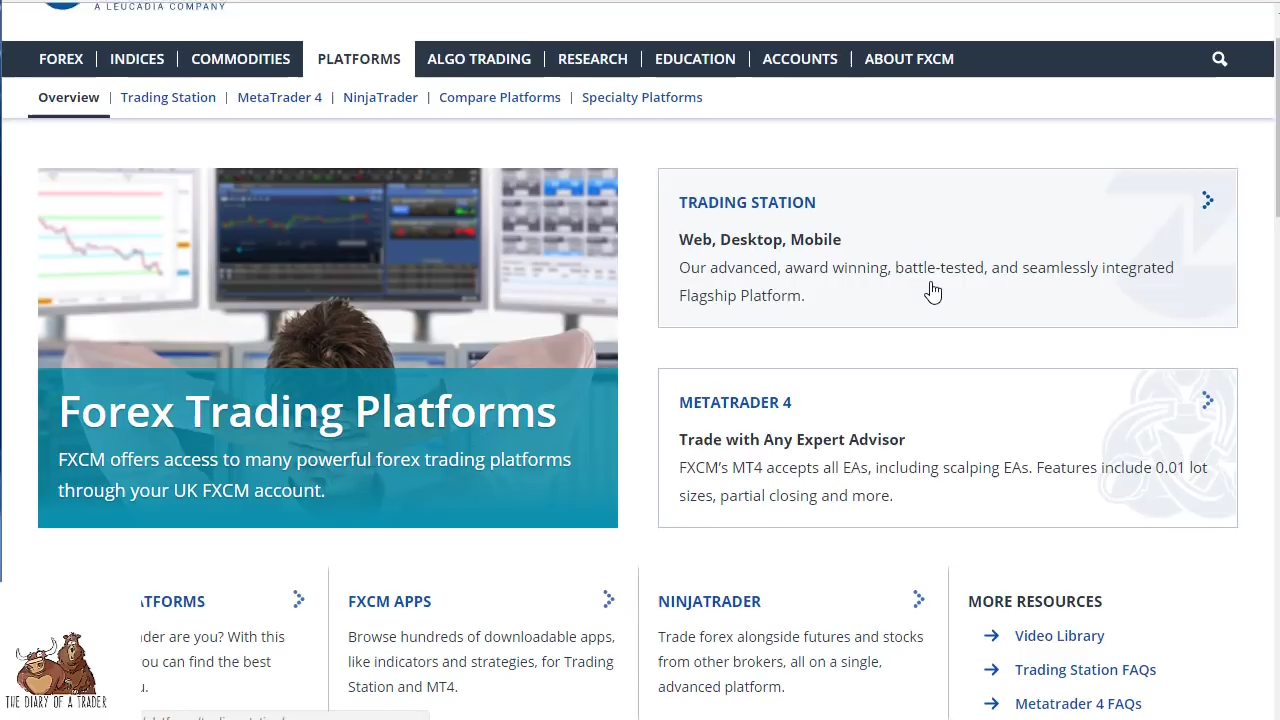 A LEUCADIA COMPANY
FOREX | INDICES | COMMODITIES PLATFORMS ALGO TRADING | RESEARCH | EDUCATION | ACCOUNTS | ABOUT FXCM
Overview | Trading Station | MetaTrader 4 | NinjaTrader | Compare Platforms | Specialty Platforms
Forex Trading Platforms
FXCM offers access to many powerful forex trading platforms
through your UK FXCM account.
TRADING STATION
Web, Desktop, Mobile
Our advanced, award winning, battle-tested, and seamlessly integrated
Flagship Platform.
METATRADER 4
Trade with Any Expert Advisor
FXCM's MT4 accepts all EAs, including scalping EAs. Features include 0.01 lot
sizes, partial closing and more.
ATFORMS
der are you? With this
ou can find the best
FXCM APPS
Browse hundreds of downloadable apps,
like indicators and strategies, for Trading
Station and MT4.
NINJATRADER
Trade forex alongside futures and stocks
from other brokers, all on a single,
advanced platform.
MORE RESOURCES
Video Library
Trading Station FAQs
Metatrader 4 FAQs
THE DIARY OF A TRADER